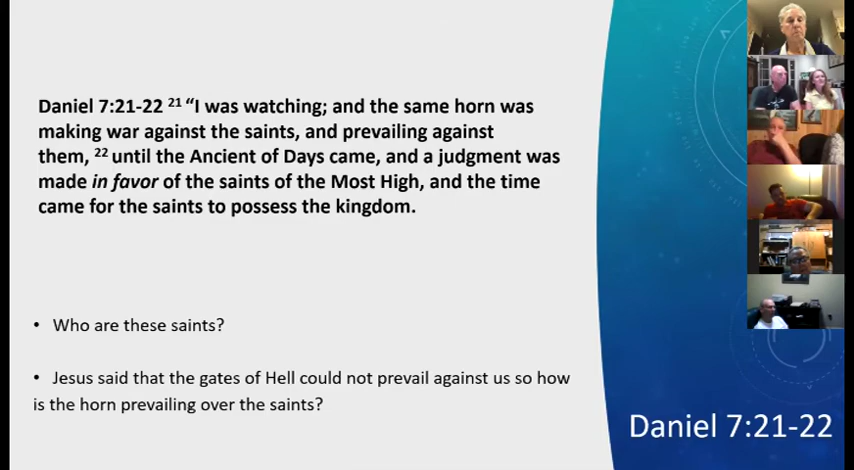 Daniel 7:21-22 21 “I was watching; and the same horn was
making war against the saints, and prevailing against
them, 22 until the Ancient of Days came, and a judgment was
made in favor of the saints of the Most High, and the time
came for the saints to possess the kingdom.
• Who are these saints?
• Jesus said that the gates of Hell could not prevail against us so how
is the horn prevailing over the saints?
Daniel 7:21-22